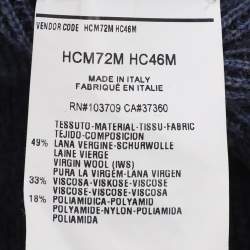 VENDOR CODE HCM72M HC46M
HCM72M HC46M
MADE IN ITALY
FABRIQUÉ EN ITALIE
RN#103709 CA#37360
TESSUTO-MATERIAL-TISSU-FABRIC
TEJIDO-COMPOSICION
49% LANA VERGINE-SCHURWOLLE
LAINE VIERGE
VIRGIN WOOL (IWS)
PURA LA VIRGEM-LANA VIRGEN
33% VISCOSA-VISKOSE-VISCOSE
VISCOSE-VISCOSE-VISCOSA
18% POLIAMIDICA-POLYAMID
POLYAMIDE-NYLON-POLIAMIDA
POLIAMIDA